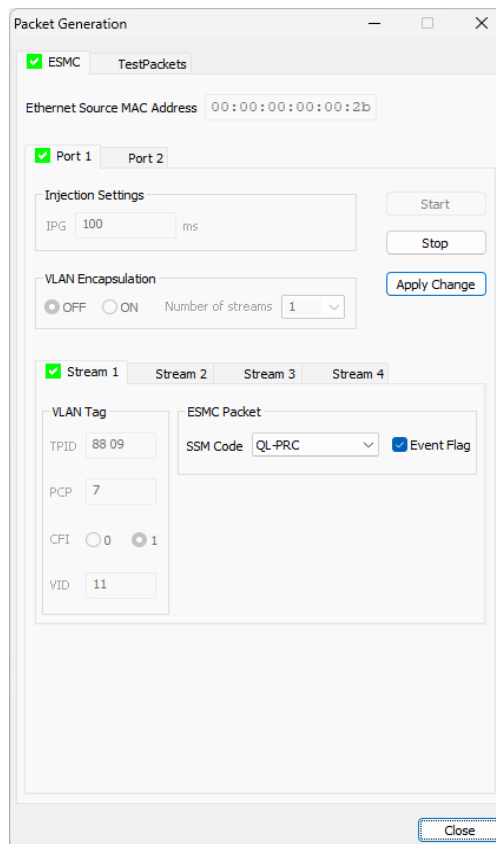 Packet Generation
ESMC TestPackets
Ethernet Source MAC Address 00:00:00:00:00:2b
Port 1 Port 2
Injection Settings
IPG 100 ms
Start
Stop
VLAN Encapsulation
OFF ON Number of streams 1
Apply Change
Stream 1 Stream 2 Stream 3 Stream 4
VLAN Tag
TPID 88 09
PCP 7
CFI 0 1
VID 11
ESMC Packet
SSM Code QL-PRC Event Flag
Close